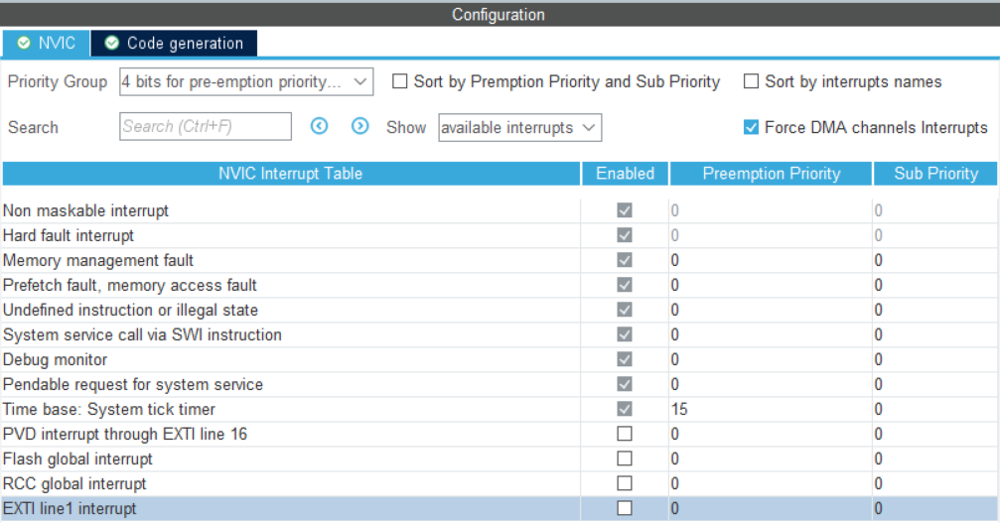 Configuration
NVIC Code generation
Priority Group 4 bits for pre-emption priority... Sort by Premption Priority and Sub Priority Sort by interrupts names
Search Search (Ctrl+F) Show available interrupts Force DMA channels Interrupts
NVIC Interrupt Table Enabled Preemption Priority Sub Priority
Non maskable interrupt 0 0
Hard fault interrupt 0 0
Memory management fault 0 0
Prefetch fault, memory access fault 0 0
Undefined instruction or illegal state 0 0
System service call via SWI instruction 0 0
Debug monitor 0 0
Pendable request for system service 0 0
Time base: System tick timer 15 0
PVD interrupt through EXTI line 16 0 0
Flash global interrupt 0 0
RCC global interrupt 0 0
EXTI line1 interrupt 0 0